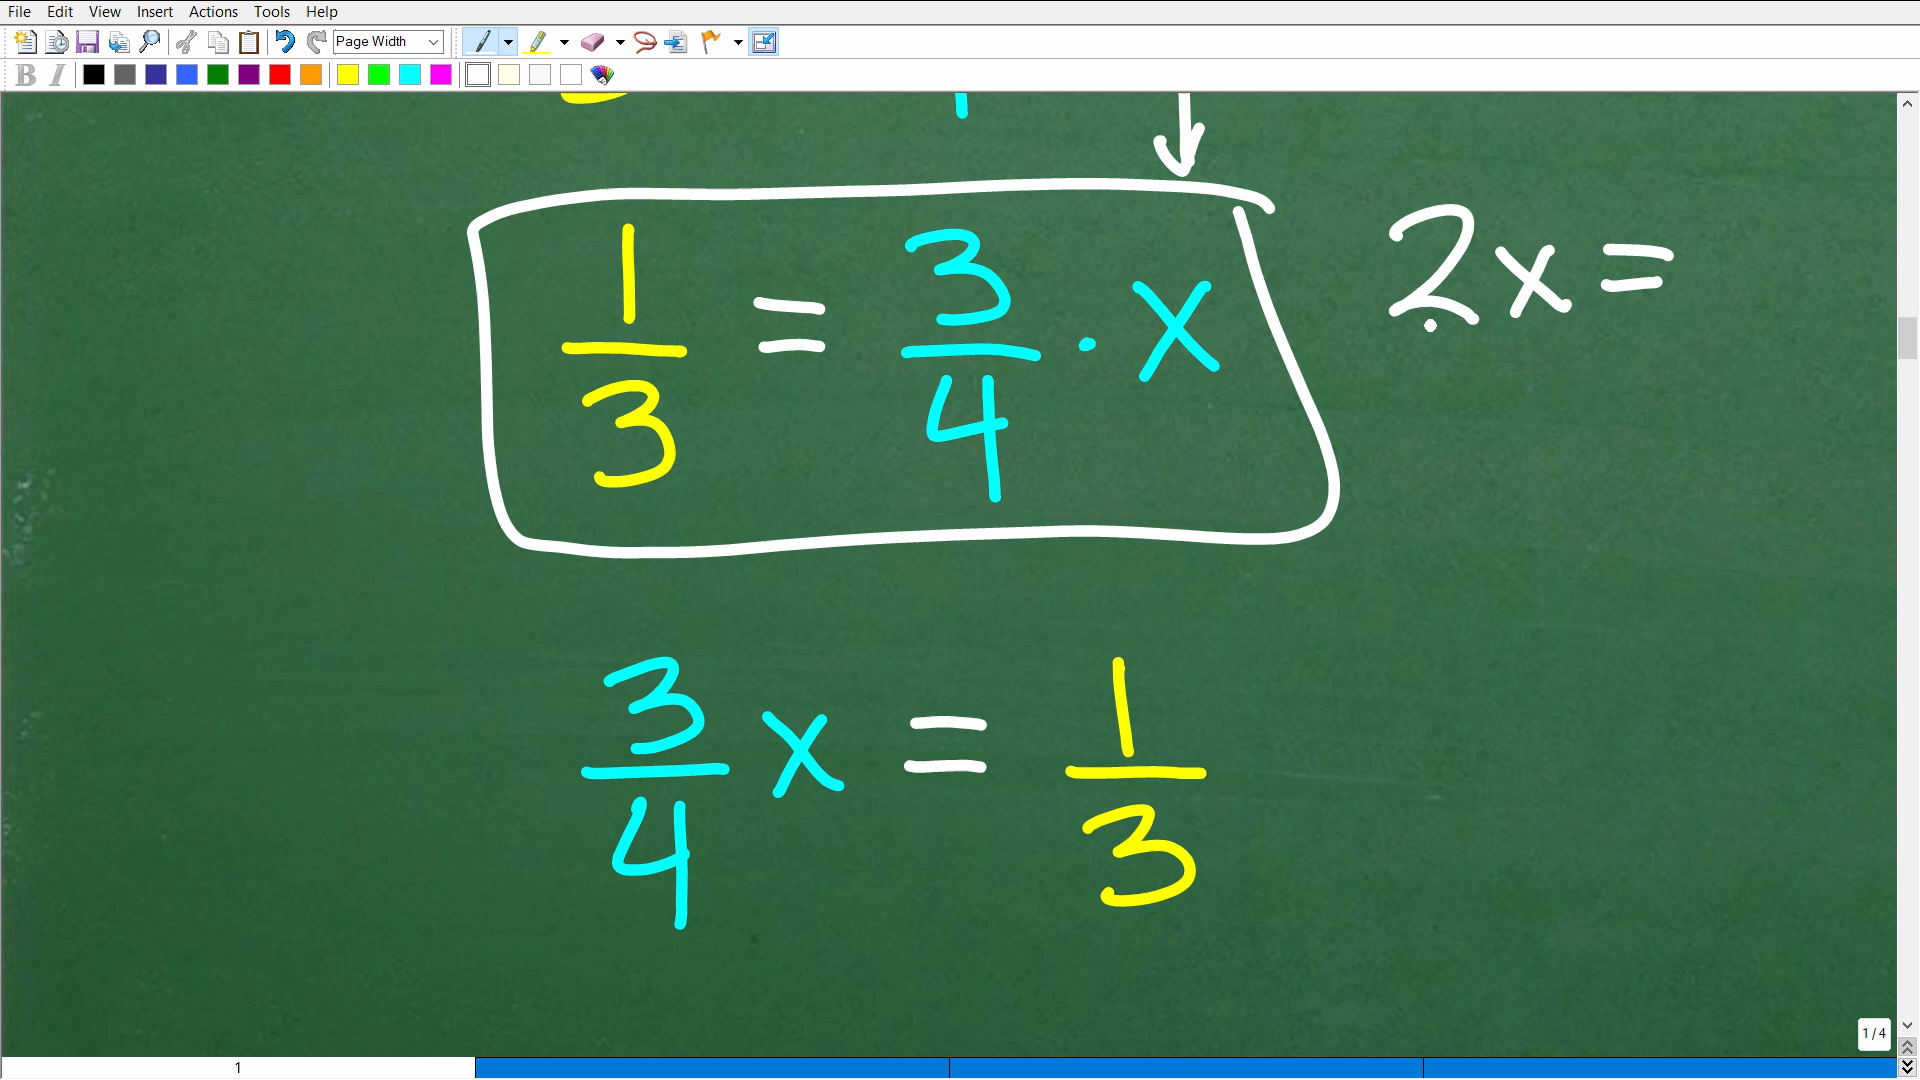 File Edit View Insert Actions Tools Help
Page Width
B I
1/3 = 3/4 · x
2x =
3/4 x = 1/3
1 / 4
1